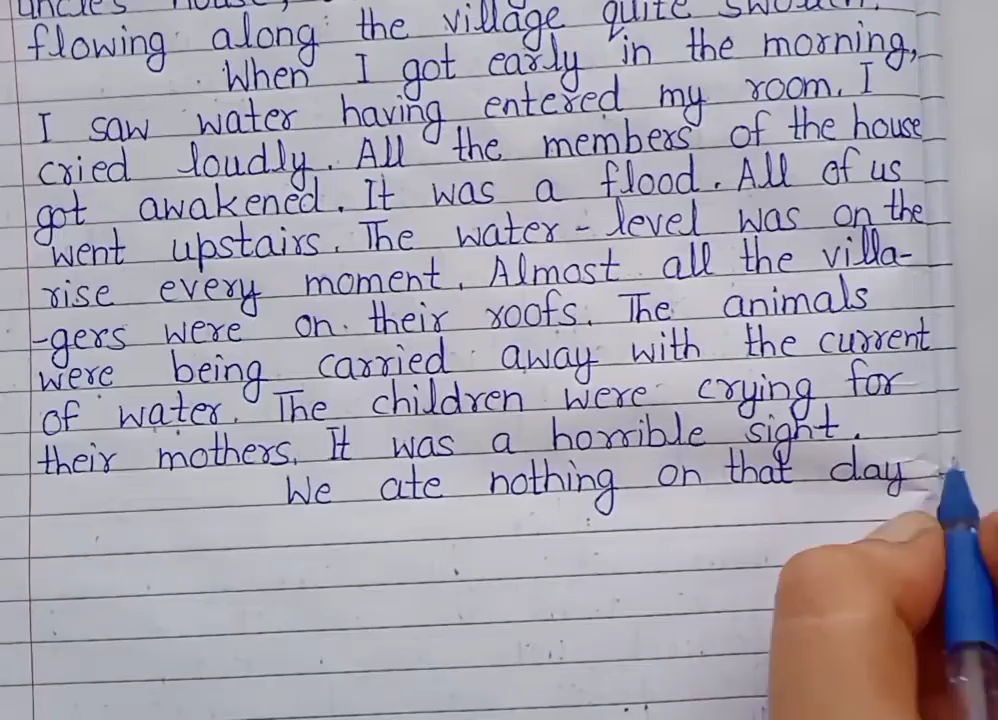 uncles house,
flowing along the village quite
When I got early in the morning,
I saw water having entered my room. I
cried loudly. All the members of the house
got awakened. It was a flood. All of us
went upstairs. The water-level was on the
rise every moment. Almost all the villa-
-gers were on their roofs. The animals
were being carried away with the current
of water. The children were crying for
their mothers. It was a horrible sight.
We ate nothing on that day